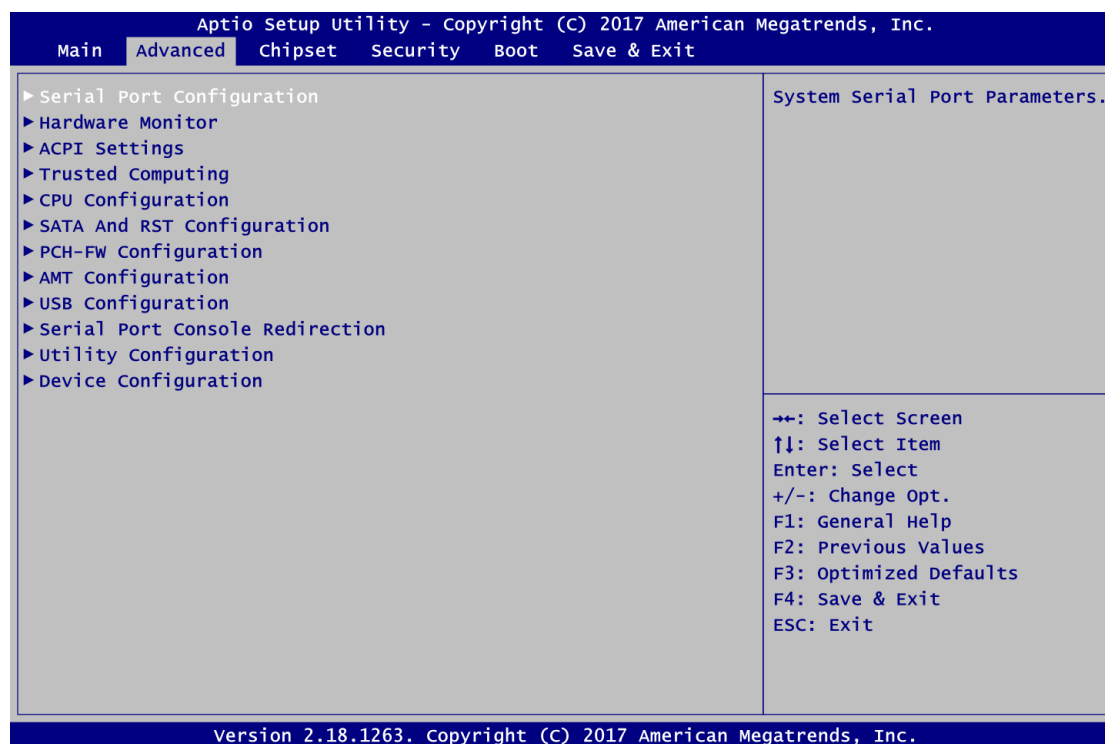 Aptio Setup Utility - Copyright (C) 2017 American Megatrends, Inc.
Main Advanced Chipset Security Boot Save & Exit
►Serial Port Configuration
►Hardware Monitor
►ACPI Settings
►Trusted Computing
►CPU Configuration
►SATA And RST Configuration
►PCH-FW Configuration
►AMT Configuration
►USB Configuration
►Serial Port Console Redirection
►Utility Configuration
►Device Configuration
System Serial Port Parameters.
→←: Select Screen
↑↓: Select Item
Enter: Select
+/-: Change Opt.
F1: General Help
F2: Previous Values
F3: Optimized Defaults
F4: Save & Exit
ESC: Exit
Version 2.18.1263. Copyright (C) 2017 American Megatrends, Inc.